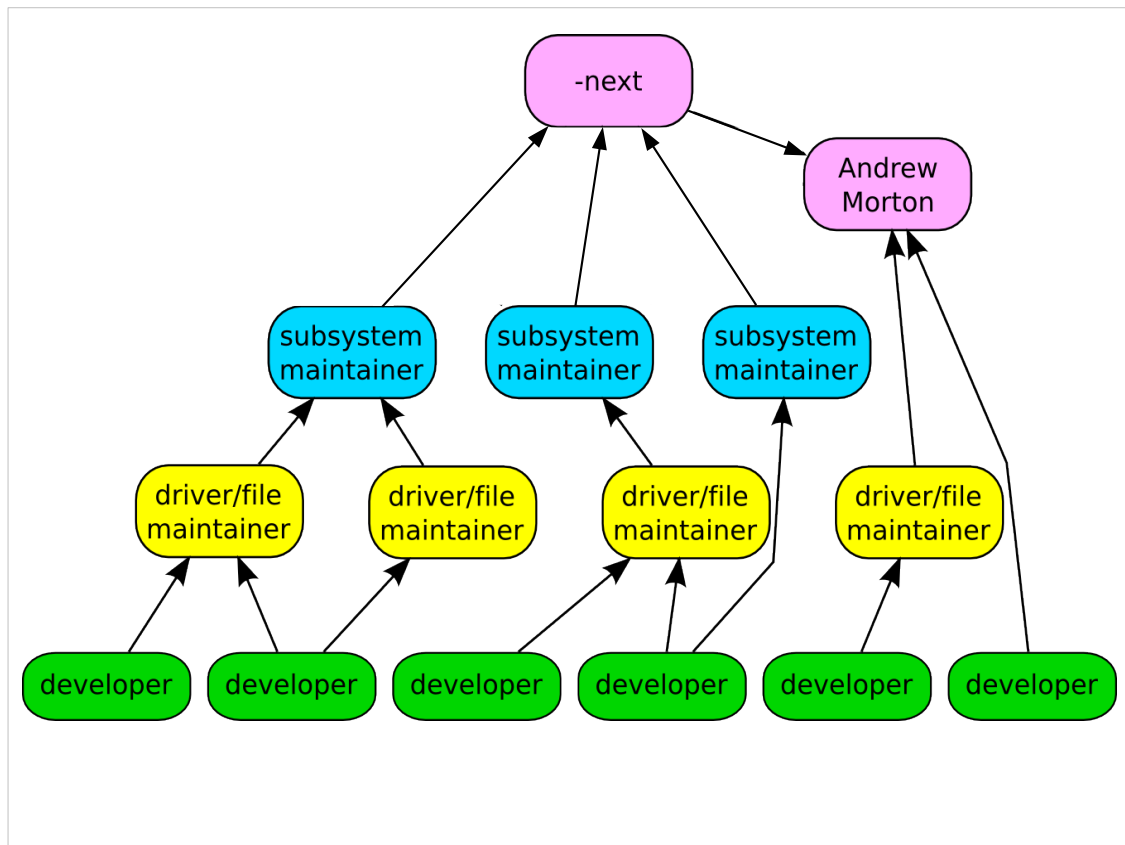 -next
Andrew
Morton
subsystem
maintainer
subsystem
maintainer
subsystem
maintainer
driver/file
maintainer
driver/file
maintainer
driver/file
maintainer
driver/file
maintainer
developer
developer
developer
developer
developer
developer